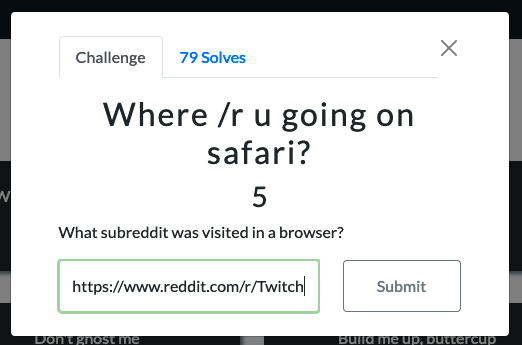 Challenge
79 Solves
Where /r u going on
safari?
5
What subreddit was visited in a browser?
https://www.reddit.com/r/Twitch
Submit
Don't ghost me
Build me up, buttercup